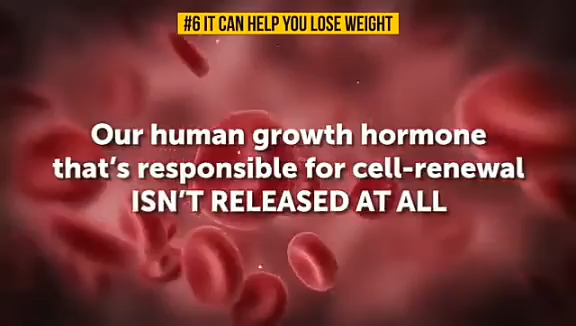 #6 IT CAN HELP YOU LOSE WEIGHT
Our human growth hormone
that's responsible for cell-renewal
ISN'T RELEASED AT ALL